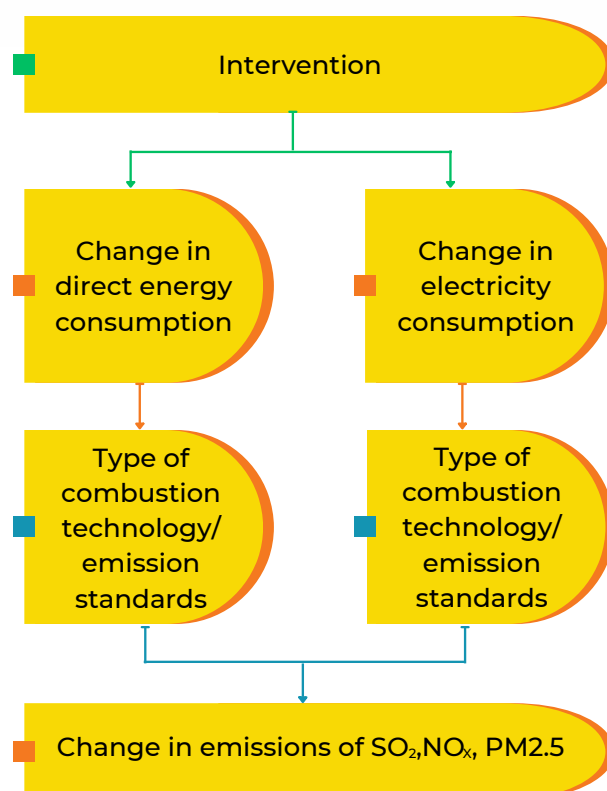 Intervention
Change in
direct energy
consumption
Change in
electricity
consumption
Type of
combustion
technology/
emission
standards
Type of
combustion
technology/
emission
standards
Change in emissions of SO₂,NOₓ, PM2.5